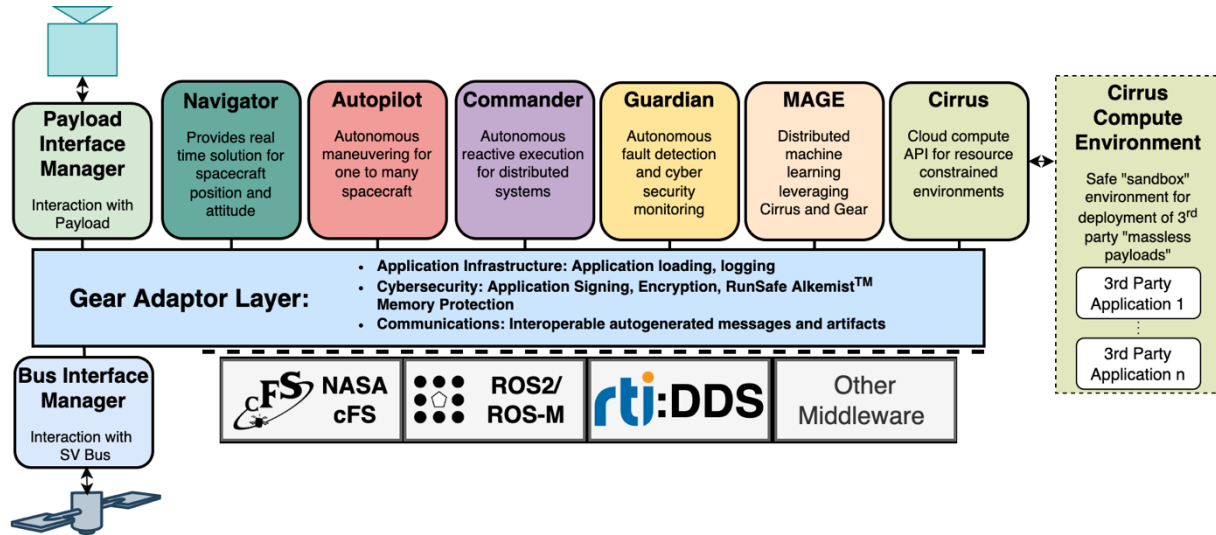 Payload
Interface
Manager
Interaction with
Payload
Navigator
Provides real
time solution for
spacecraft
position and
attitude
Autopilot
Autonomous
maneuvering for
one to many
spacecraft
Commander
Autonomous
reactive execution
for distributed
systems
Guardian
Autonomous
fault detection
and cyber
security
monitoring
MAGE
Distributed
machine
learning
leveraging
Cirrus and Gear
Cirrus
Cloud compute
API for resource
constrained
environments
Cirrus
Compute
Environment
Safe "sandbox"
environment for
deployment of 3rd
party "massless
payloads"
3rd Party
Application 1
3rd Party
Application n
Gear Adaptor Layer:
• Application Infrastructure: Application loading, logging
• Cybersecurity: Application Signing, Encryption, RunSafe Alkemist™
Memory Protection
• Communications: Interoperable autogenerated messages and artifacts
Bus Interface
Manager
Interaction with
SV Bus
cFS
NASA
cFS
ROS2/
ROS-M
rti:DDS
Other
Middleware